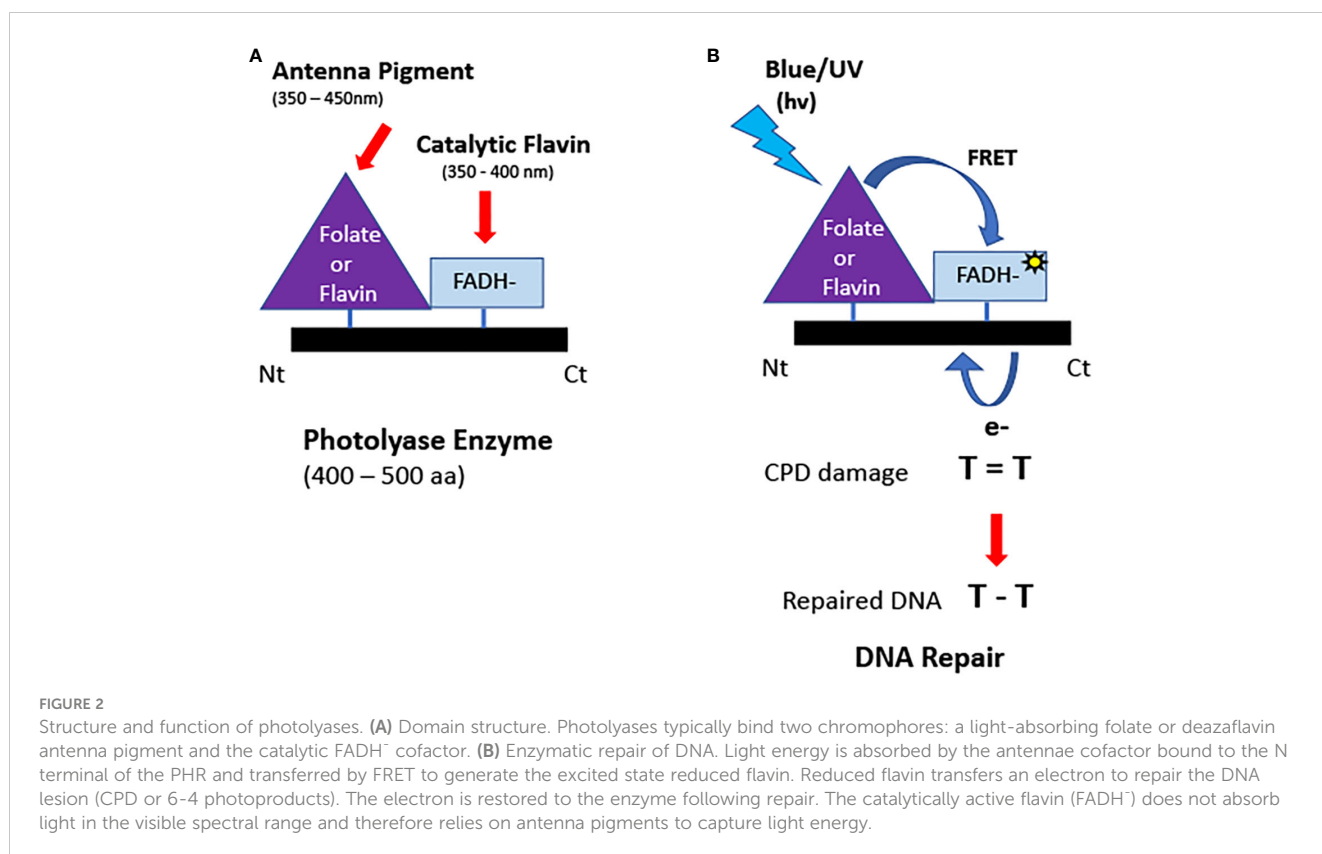 A
Antenna Pigment
(350 – 450nm)
Catalytic Flavin
(350 - 400 nm)
Folate
or
Flavin
FADH-
Nt
Ct
Photolyase Enzyme
(400 – 500 aa)
B
Blue/UV
(hv)
FRET
Folate
or
Flavin
FADH-
Nt
Ct
e-
CPD damage T = T
Repaired DNA T - T
DNA Repair
FIGURE 2
Structure and function of photolyases. (A) Domain structure. Photolyases typically bind two chromophores: a light-absorbing folate or deazaflavin
antenna pigment and the catalytic FADH⁻ cofactor. (B) Enzymatic repair of DNA. Light energy is absorbed by the antennae cofactor bound to the N
terminal of the PHR and transferred by FRET to generate the excited state reduced flavin. Reduced flavin transfers an electron to repair the DNA
lesion (CPD or 6-4 photoproducts). The electron is restored to the enzyme following repair. The catalytically active flavin (FADH⁻) does not absorb
light in the visible spectral range and therefore relies on antenna pigments to capture light energy.